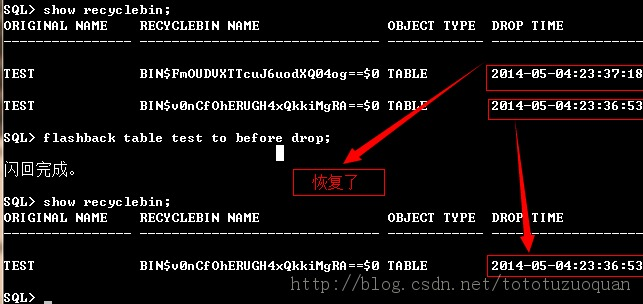 SQL> show recyclebin;
ORIGINAL NAME    RECYCLEBIN NAME                OBJECT TYPE  DROP TIME
---------------- ------------------------------ ------------ -------------------
TEST             BIN$FmOUDVXTTcuJ6uodXQ04og==$0 TABLE        2014-05-04:23:37:18
TEST             BIN$v0nCfOhERUGH4xQkkiMgRA==$0 TABLE        2014-05-04:23:36:53
SQL> flashback table test to before drop;
闪回完成。
恢复了
SQL> show recyclebin;
ORIGINAL NAME    RECYCLEBIN NAME                OBJECT TYPE  DROP TIME
---------------- ------------------------------ ------------ -------------------
TEST             BIN$v0nCfOhERUGH4xQkkiMgRA==$0 TABLE        2014-05-04:23:36:53
http://blog.csdn.net/tototuzuoquan
SQL>